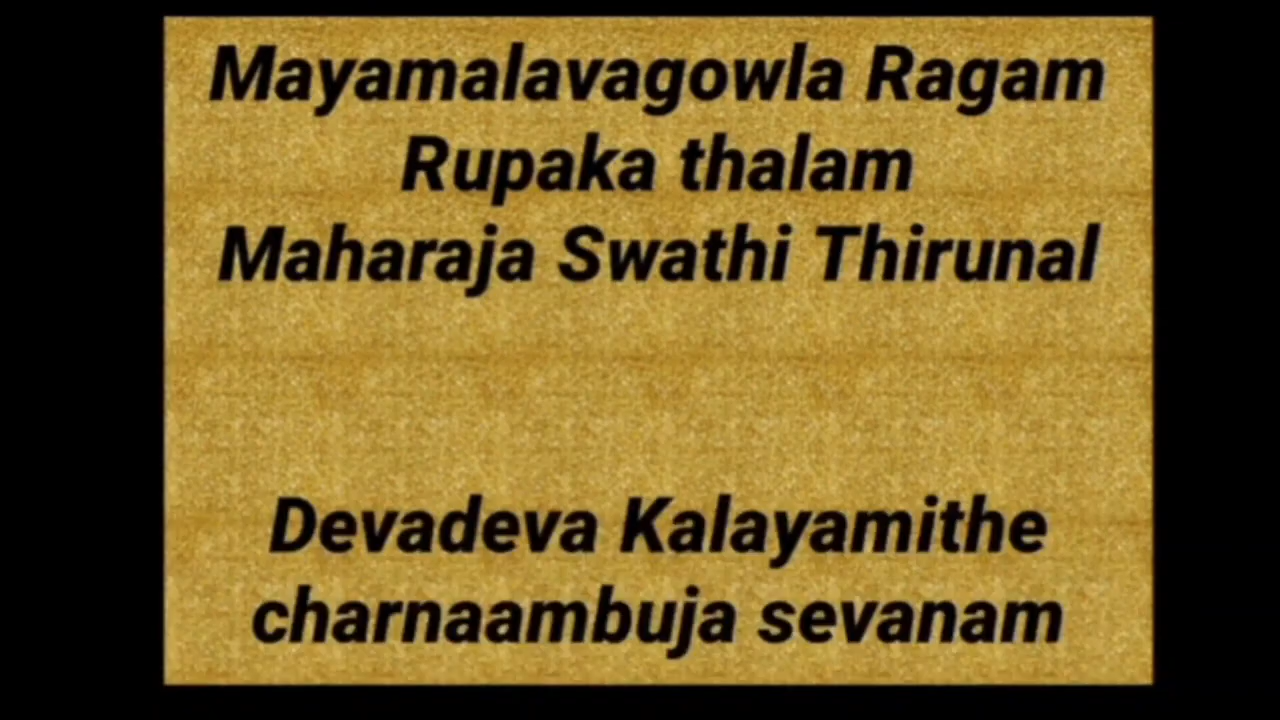 Mayamalavagowla Ragam
Rupaka thalam
Maharaja Swathi Thirunal
Devadeva Kalayamithe
charnaambuja sevanam